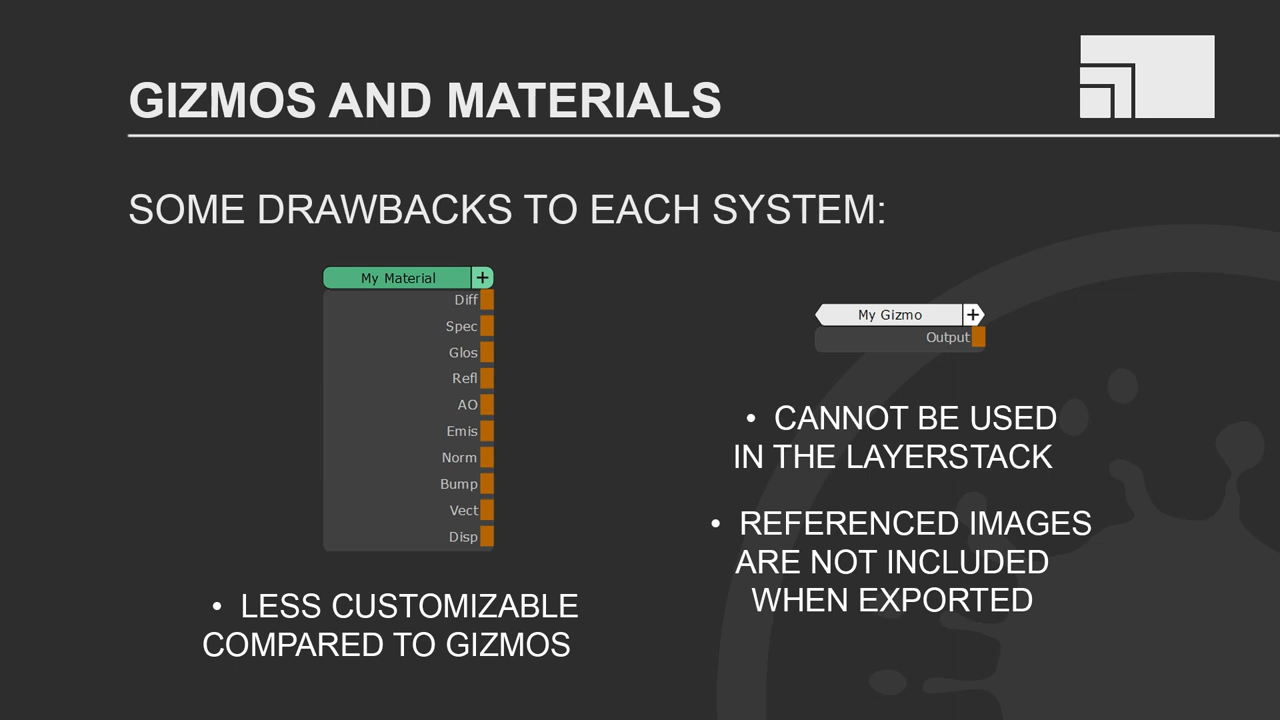 GIZMOS AND MATERIALS
SOME DRAWBACKS TO EACH SYSTEM:
My Material +
Diff
Spec
Glos
Refl
AO
Emis
Norm
Bump
Vect
Disp
• LESS CUSTOMIZABLE
COMPARED TO GIZMOS
My Gizmo +
Output
• CANNOT BE USED
IN THE LAYERSTACK
• REFERENCED IMAGES
ARE NOT INCLUDED
WHEN EXPORTED